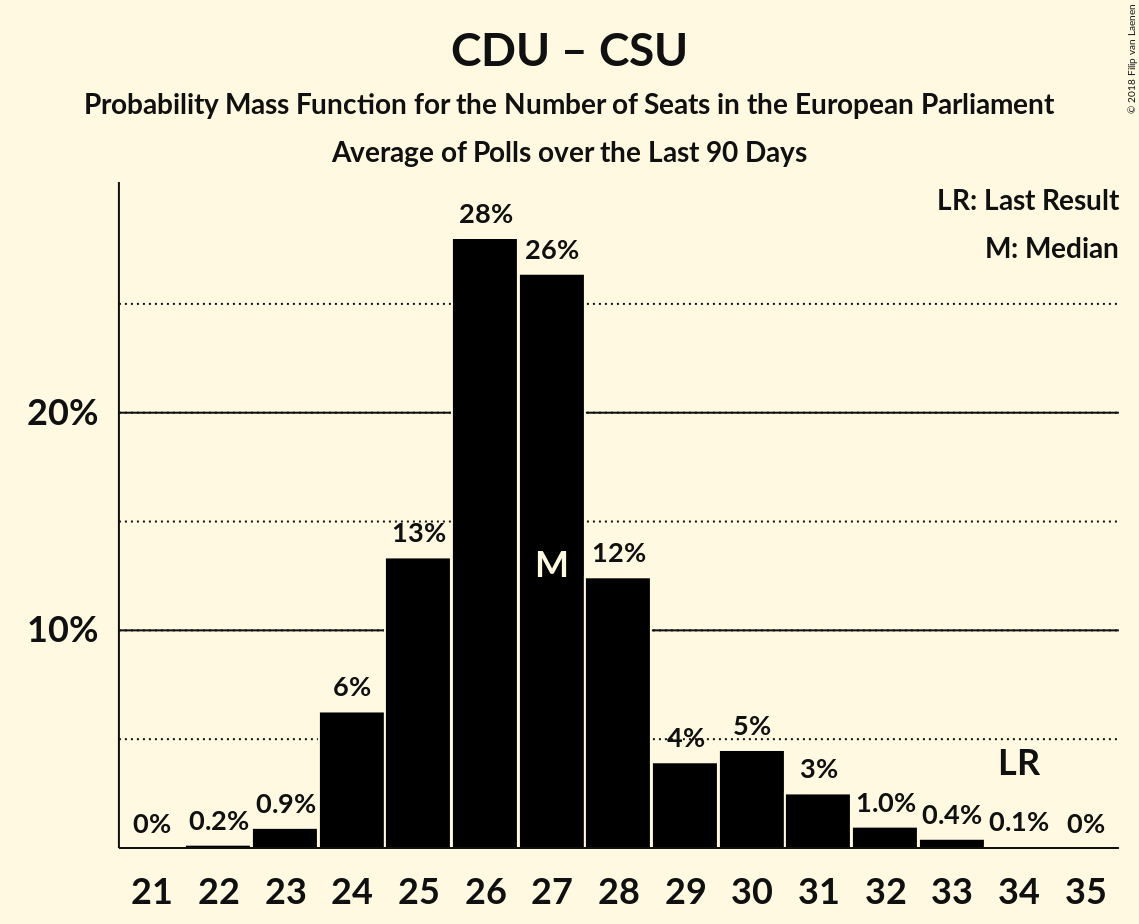 CDU – CSU
Probability Mass Function for the Number of Seats in the European Parliament
Average of Polls over the Last 90 Days
© 2018 Filip van Laenen
LR: Last Result
M: Median
28%
26%
20%
13%
12%
M
10%
6%
5%
4%
3%
LR
0%
0.2%
0.9%
1.0%
0.4%
0.1%
0%
21 22 23 24 25 26 27 28 29 30 31 32 33 34 35